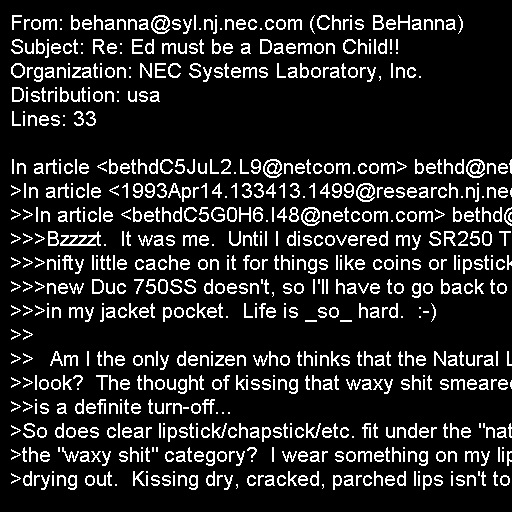 From: behanna@syl.nj.nec.com (Chris BeHanna)
Subject: Re: Ed must be a Daemon Child!!
Organization: NEC Systems Laboratory, Inc.
Distribution: usa
Lines: 33

In article <bethdC5JuL2.L9@netcom.com> bethd@net
>In article <1993Apr14.133413.1499@research.nj.nec
>>In article <bethdC5G0H6.I48@netcom.com> bethd@
>>>Bzzzzt.  It was me.  Until I discovered my SR250 T
>>>nifty little cache on it for things like coins or lipstick
>>>new Duc 750SS doesn't, so I'll have to go back to
>>>in my jacket pocket.  Life is _so_ hard.  :-)
>>
>>   Am I the only denizen who thinks that the Natural L
>>look?  The thought of kissing that waxy shit smeare
>>is a definite turn-off...
>So does clear lipstick/chapstick/etc. fit under the "nat
>the "waxy shit" category?  I wear something on my lip
>drying out.  Kissing dry, cracked, parched lips isn't to